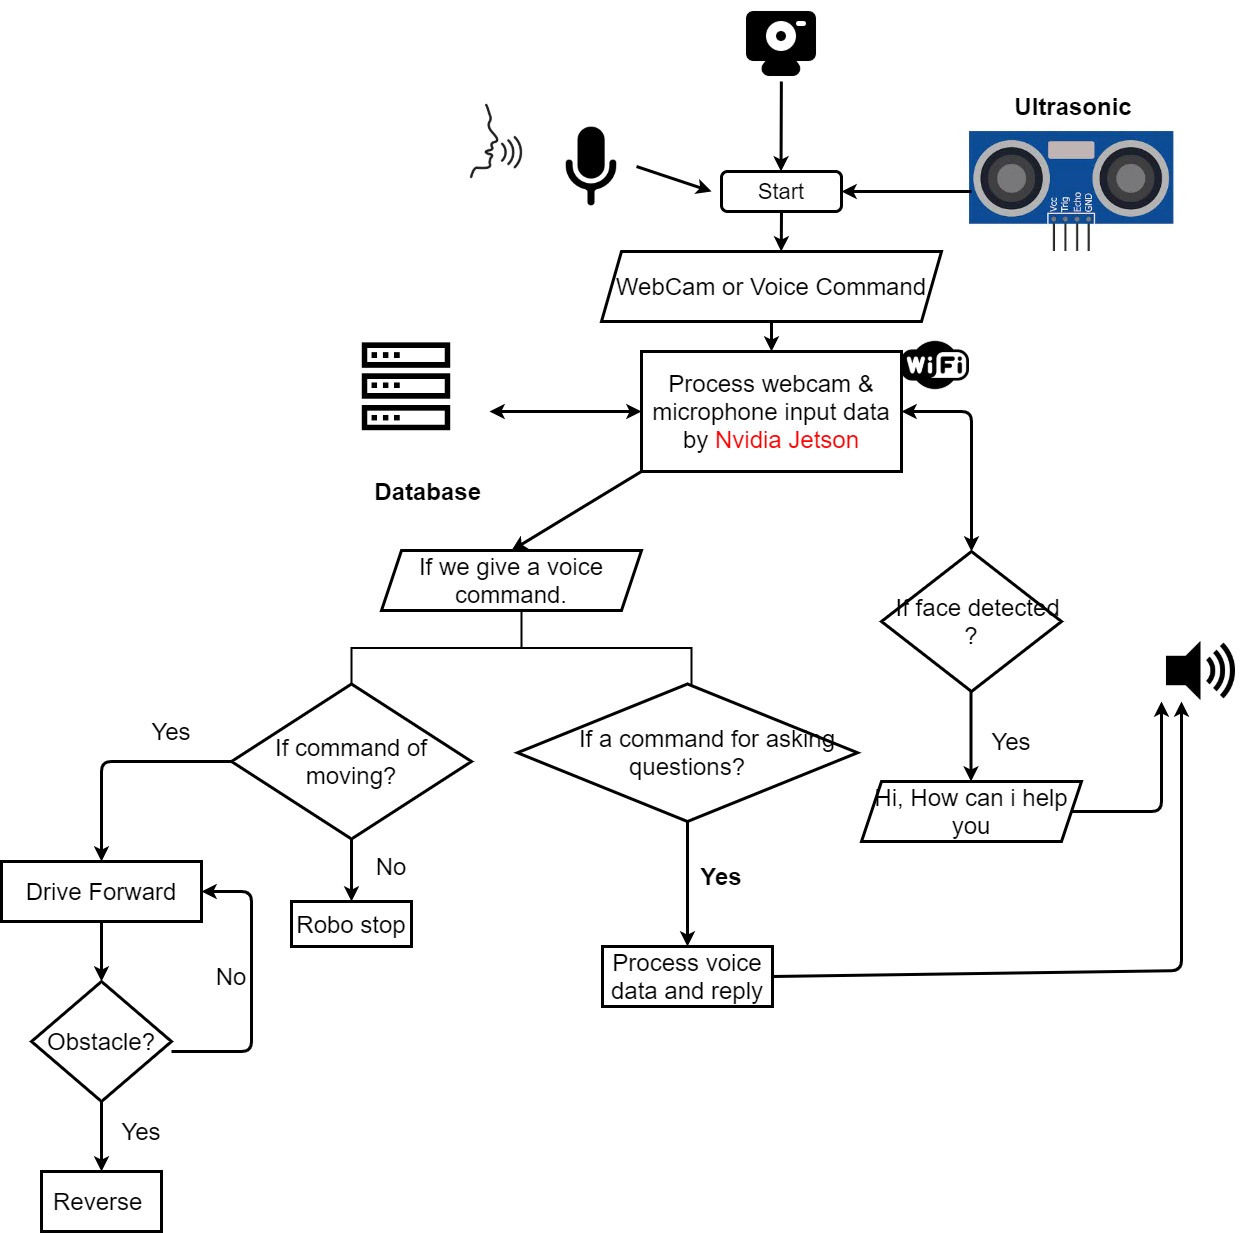 Ultrasonic
Vcc
Trig
Echo
GND
Start
WebCam or Voice Command
WiFi
Process webcam &
microphone input data
by Nvidia Jetson
Database
If we give a voice
command.
If face detected
?
Yes
If command of
moving?
If a command for asking
questions?
Yes
Hi, How can i help
you
No
Yes
Drive Forward
Robo stop
Process voice
data and reply
No
Obstacle?
Yes
Reverse